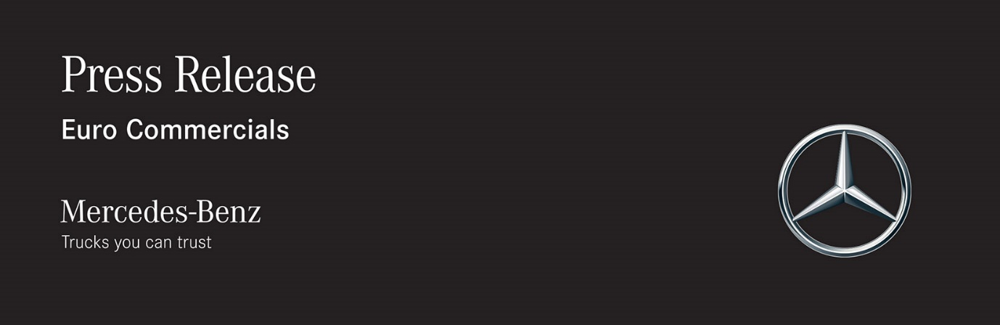 Press Release
Euro Commercials
Mercedes-Benz
Trucks you can trust